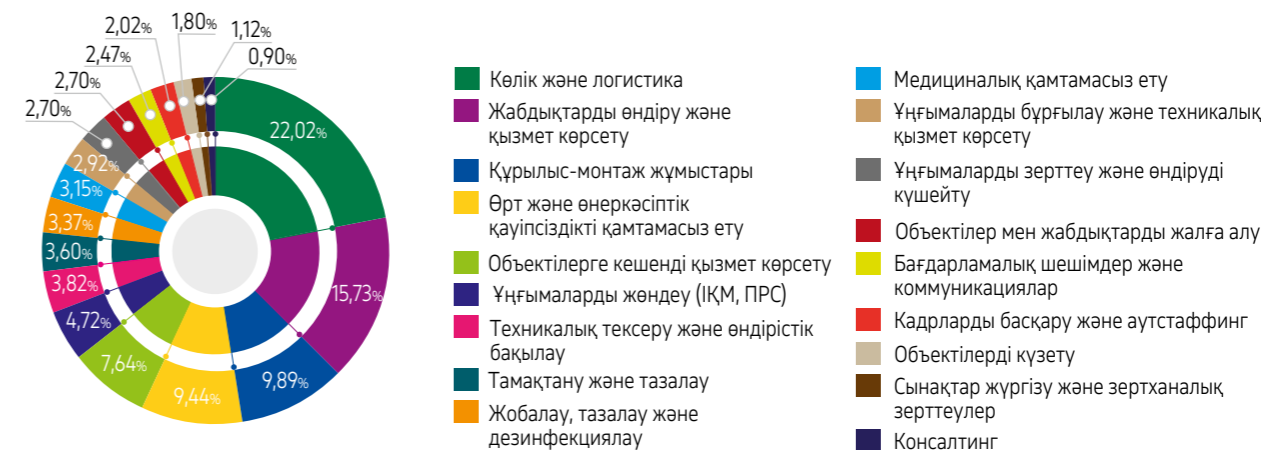 1,80%
2,02%
1,12%
2,47%
0,90%
2,70%
2,70%
22,02%
2,92%
3,15%
3,37%
3,60%
3,82%
4,72%
7,64%
9,44%
9,89%
15,73%
Көлік және логистика
Жабдықтарды өндіру және
қызмет көрсету
Құрылыс-монтаж жұмыстары
Өрт және өнеркәсіптік
қауіпсіздікті қамтамасыз ету
Объектілерге кешенді қызмет көрсету
Ұңғымаларды жөндеу (ІҚМ, ПРС)
Техникалық тексеру және өндірістік
бақылау
Тамақтану және тазалау
Жобалау, тазалау және
дезинфекциялау
Медициналық қамтамасыз ету
Ұңғымаларды бұрғылау және техникалық
қызмет көрсету
Ұңғымаларды зерттеу және өндіруді
күшейту
Объектілер мен жабдықтарды жалға алу
Бағдарламалық шешімдер және
коммуникациялар
Кадрларды басқару және аутстаффинг
Объектілерді күзету
Сынақтар жүргізу және зертханалық
зерттеулер
Консалтинг